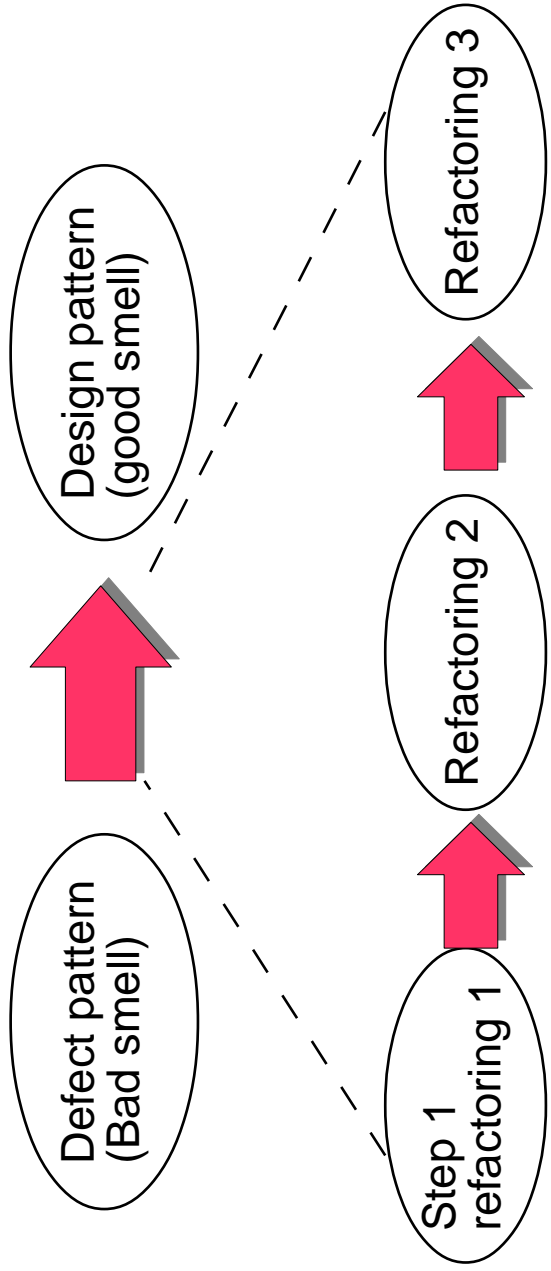 Defect pattern
(Bad smell)
Design pattern
(good smell)
Step 1
refactoring 1
Refactoring 2
Refactoring 3